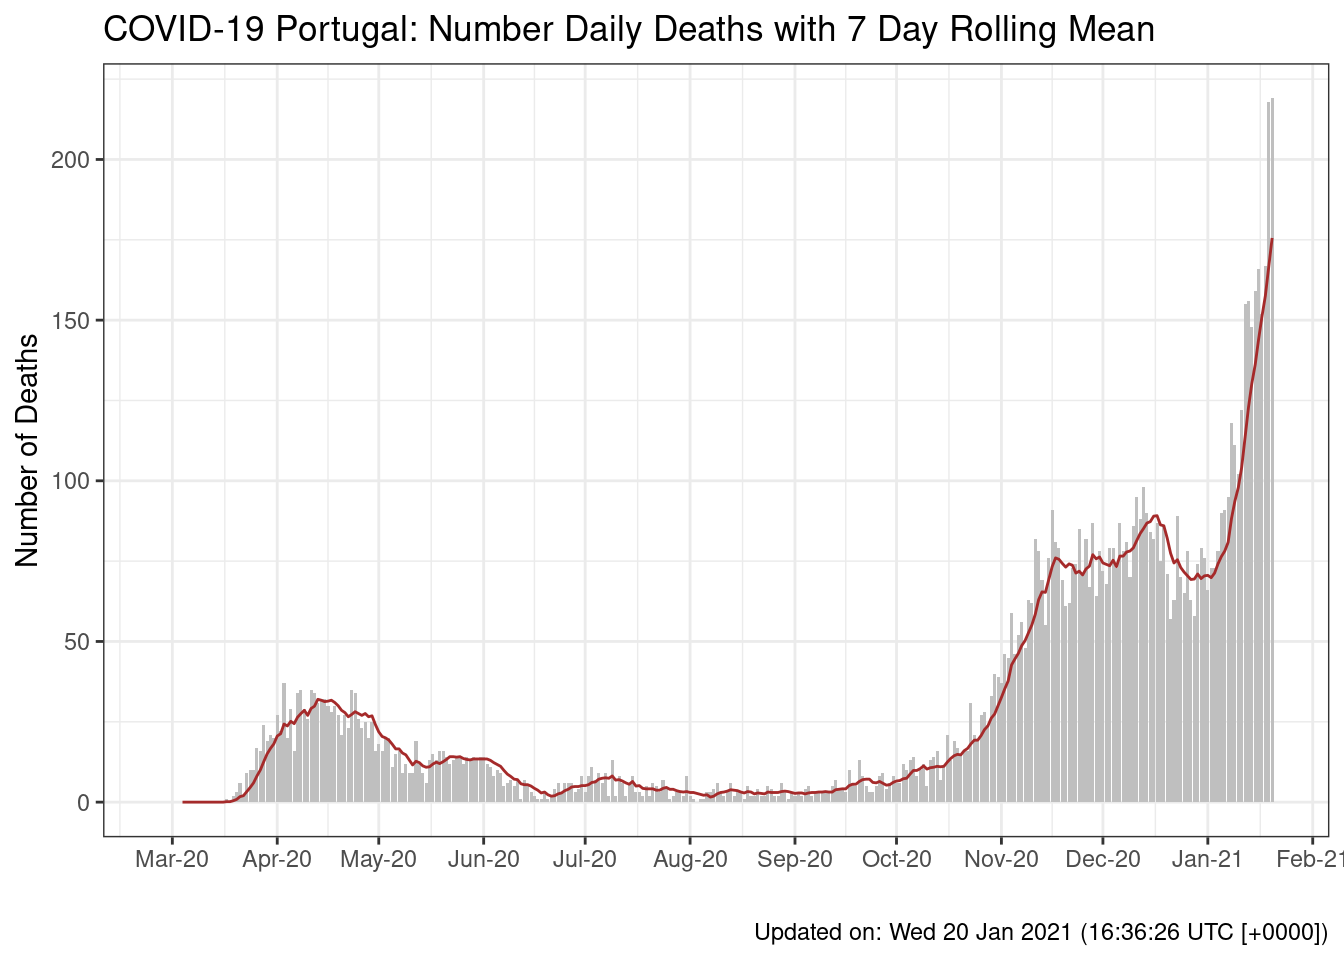 COVID-19 Portugal: Number Daily Deaths with 7 Day Rolling Mean
Number of Deaths
200
150
100
50
0
Mar-20 Apr-20 May-20 Jun-20 Jul-20 Aug-20 Sep-20 Oct-20 Nov-20 Dec-20 Jan-21 Feb-21
Updated on: Wed 20 Jan 2021 (16:36:26 UTC [+0000])